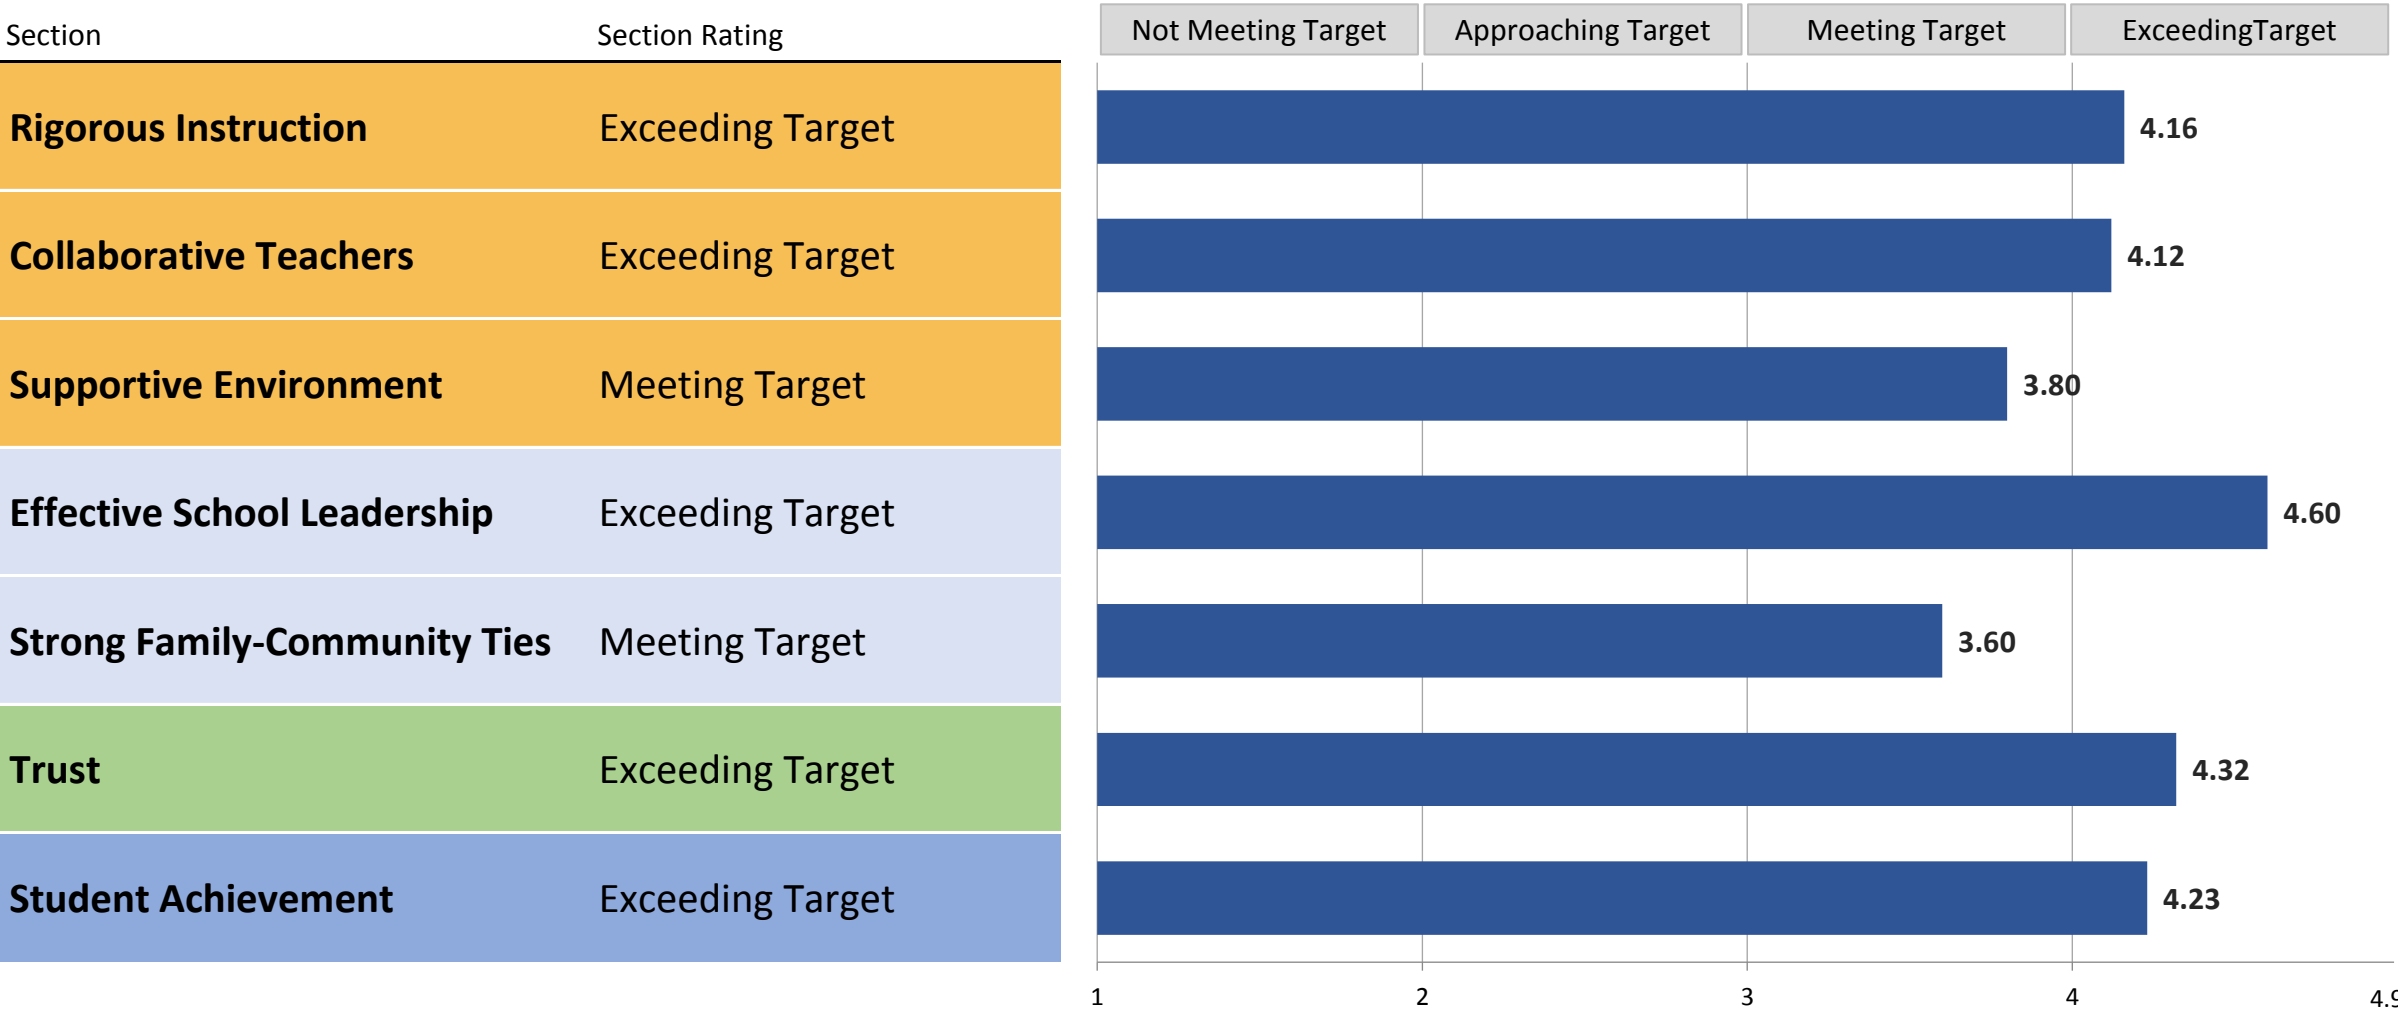 Section Section Rating Not Meeting Target Approaching Target Meeting Target ExceedingTarget
Rigorous Instruction Exceeding Target 4.16
Collaborative Teachers Exceeding Target 4.12
Supportive Environment Meeting Target 3.80
Effective School Leadership Exceeding Target 4.60
Strong Family-Community Ties Meeting Target 3.60
Trust Exceeding Target 4.32
Student Achievement Exceeding Target 4.23
1 2 3 4 4.9